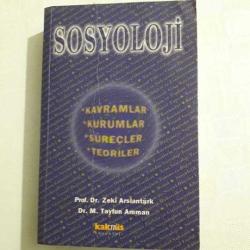 SOSYOLOJİ
*KAVRAMLAR
*KURUMLAR
*SÜREÇLER
*TEORİLER
Prof. Dr. Zeki Arslantürk
Dr. M. Tayfun Amman
kaknüs